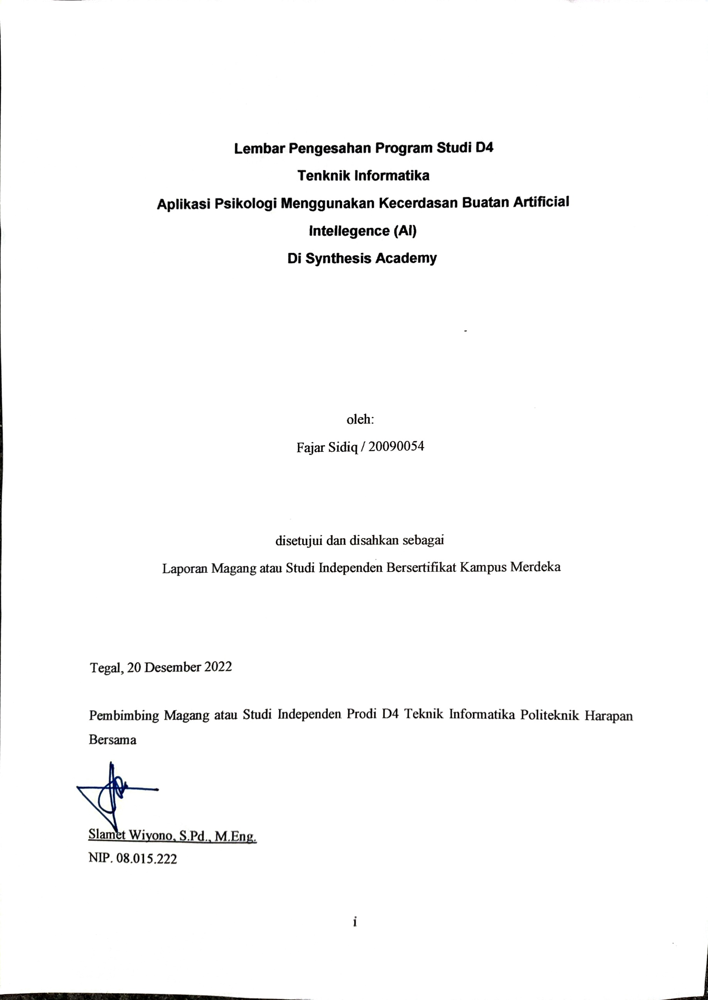 Lembar Pengesahan Program Studi D4
Tenknik Informatika
Aplikasi Psikologi Menggunakan Kecerdasan Buatan Artificial
Intellegence (AI)
Di Synthesis Academy
oleh:
Fajar Sidiq / 20090054
disetujui dan disahkan sebagai
Laporan Magang atau Studi Independen Bersertifikat Kampus Merdeka
Tegal, 20 Desember 2022
Pembimbing Magang atau Studi Independen Prodi D4 Teknik Informatika Politeknik Harapan
Bersama
Slamet Wiyono, S.Pd., M.Eng.
NIP. 08.015.222
i